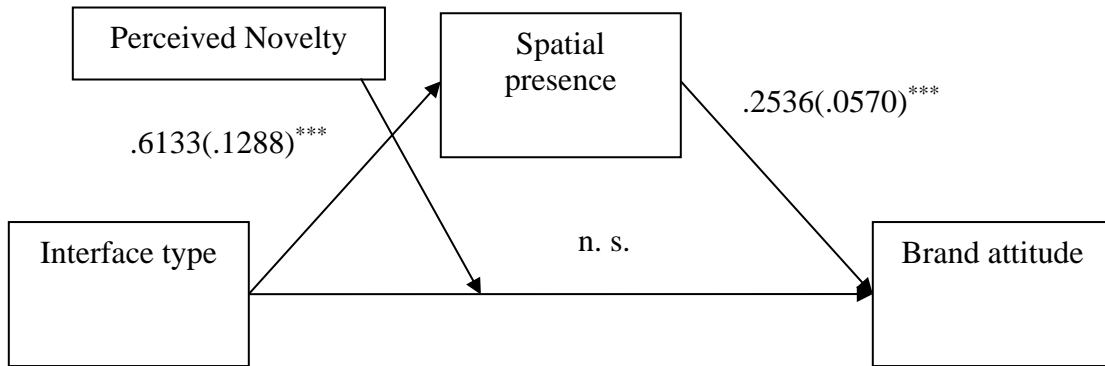 Perceived Novelty
Spatial
presence
.2536(.0570)***
.6133(.1288)***
Interface type
n. s.
Brand attitude